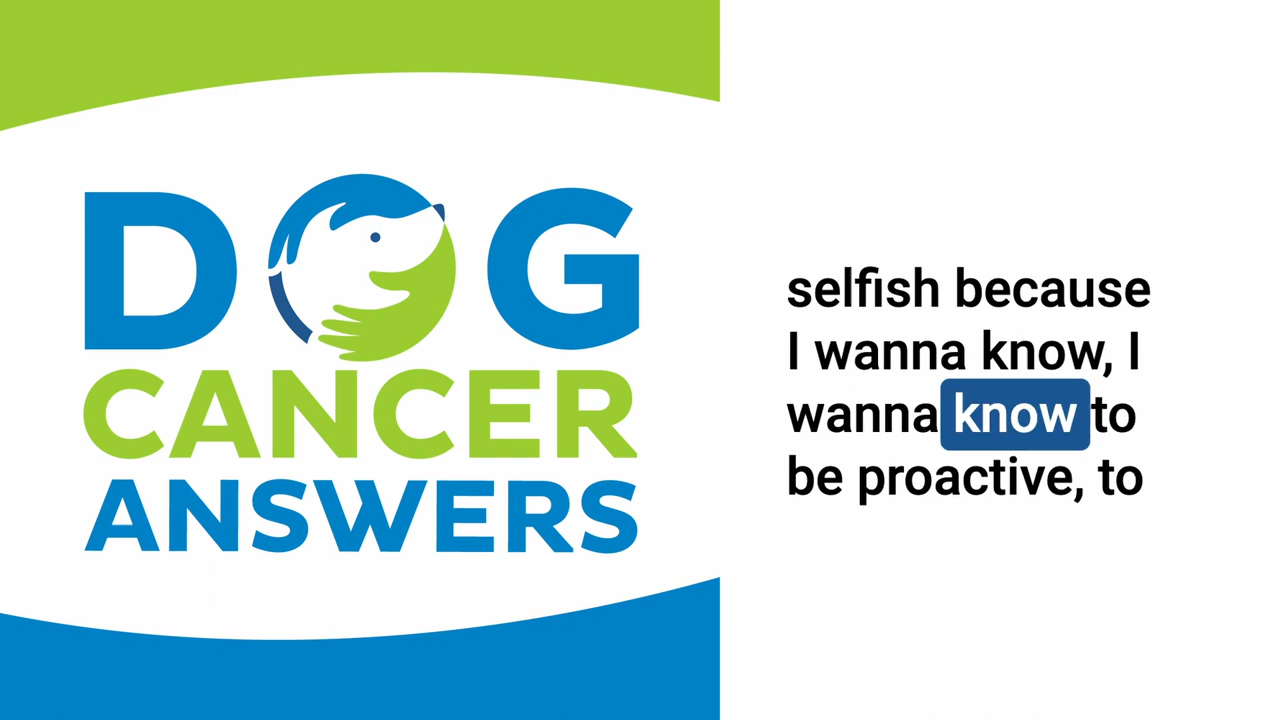 DOG
CANCER
ANSWERS
selfish because
I wanna know, I
wanna know to
be proactive, to